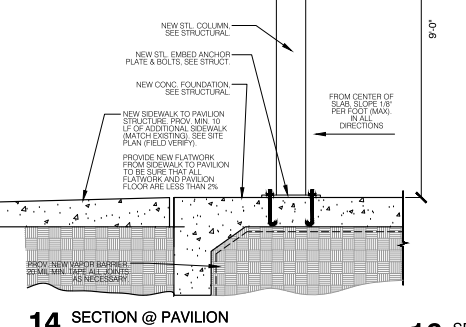 NEW STL. COLUMN,
SEE STRUCTURAL.
9'-0"
NEW STL. EMBED ANCHOR
PLATE & BOLTS, SEE STRUCT.
NEW CONC. FOUNDATION,
SEE STRUCTURAL.
FROM CENTER OF
SLAB, SLOPE 1/8"
PER FOOT (MAX).
IN ALL
DIRECTIONS
NEW SIDEWALK TO PAVILION
STRUCTURE. PROV. MIN. 10
LF OF ADDITIONAL SIDEWALK
(MATCH EXISTING). SEE SITE
PLAN (FIELD VERIFY).
PROVIDE NEW FLATWORK
FROM SIDEWALK TO PAVILION
TO BE SURE THAT ALL
FLATWORK AND PAVILION
FLOOR ARE LESS THAN 2%
PROV. NEW VAPOR BARRIER.
20 MIL MIN. TAPE ALL JOINTS
AS NECESSARY.
14 SECTION @ PAVILION